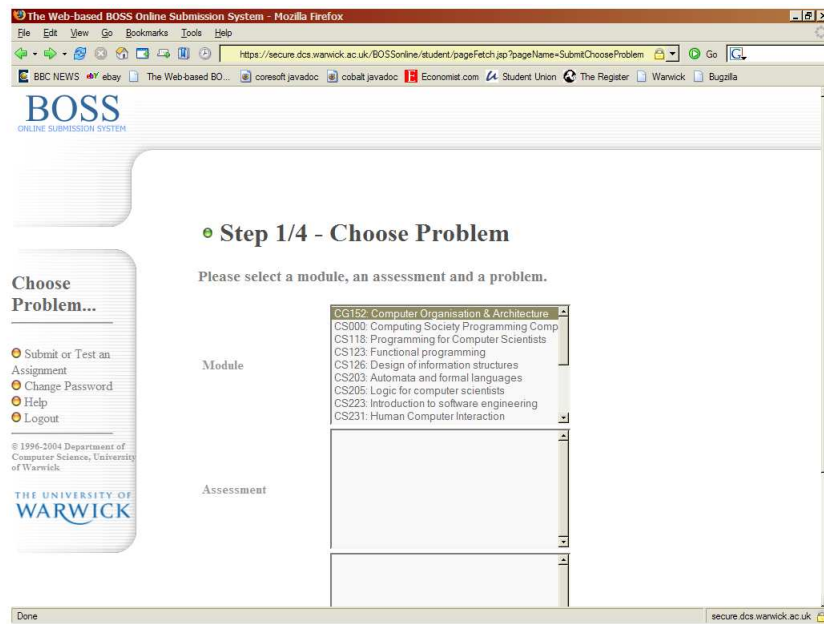 The Web-based BOSS Online Submission System - Mozilla Firefox
File Edit View Go Bookmarks Tools Help
https://secure.dcs.warwick.ac.uk/BOSSonline/student/pageFetch.jsp?pageName=SubmitChooseProblem Go G
BBC NEWS ebay The Web-based BO... coresoft javadoc cobalt javadoc Economist.com Student Union The Register Warwick Bugzilla
BOSS
ONLINE SUBMISSION SYSTEM
Step 1/4 - Choose Problem
Please select a module, an assessment and a problem.
Choose
Problem...
Submit or Test an
Assignment
Change Password
Help
Logout
© 1996-2004 Department of
Computer Science, University
of Warwick
THE UNIVERSITY OF
WARWICK
Module
CG152: Computer Organisation & Architecture
CS000: Computing Society Programming Comp
CS118: Programming for Computer Scientists
CS123: Functional programming
CS126: Design of information structures
CS203: Automata and formal languages
CS205: Logic for computer scientists
CS223: Introduction to software engineering
CS231: Human Computer Interaction
Assessment
Done
secure.dcs.warwick.ac.uk